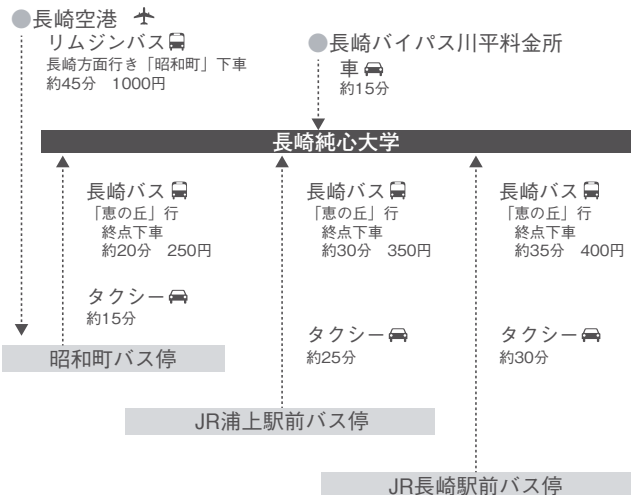 長崎空港
リムジンバス
長崎方面行き「昭和町」下車
約45分 1000円
長崎バイパス川平料金所
車
約15分
長崎純心大学
長崎バス
「恵の丘」行
終点下車
約20分 250円
タクシー
約15分
昭和町バス停
長崎バス
「恵の丘」行
終点下車
約30分 350円
タクシー
約25分
JR浦上駅前バス停
長崎バス
「恵の丘」行
終点下車
約35分 400円
タクシー
約30分
JR長崎駅前バス停